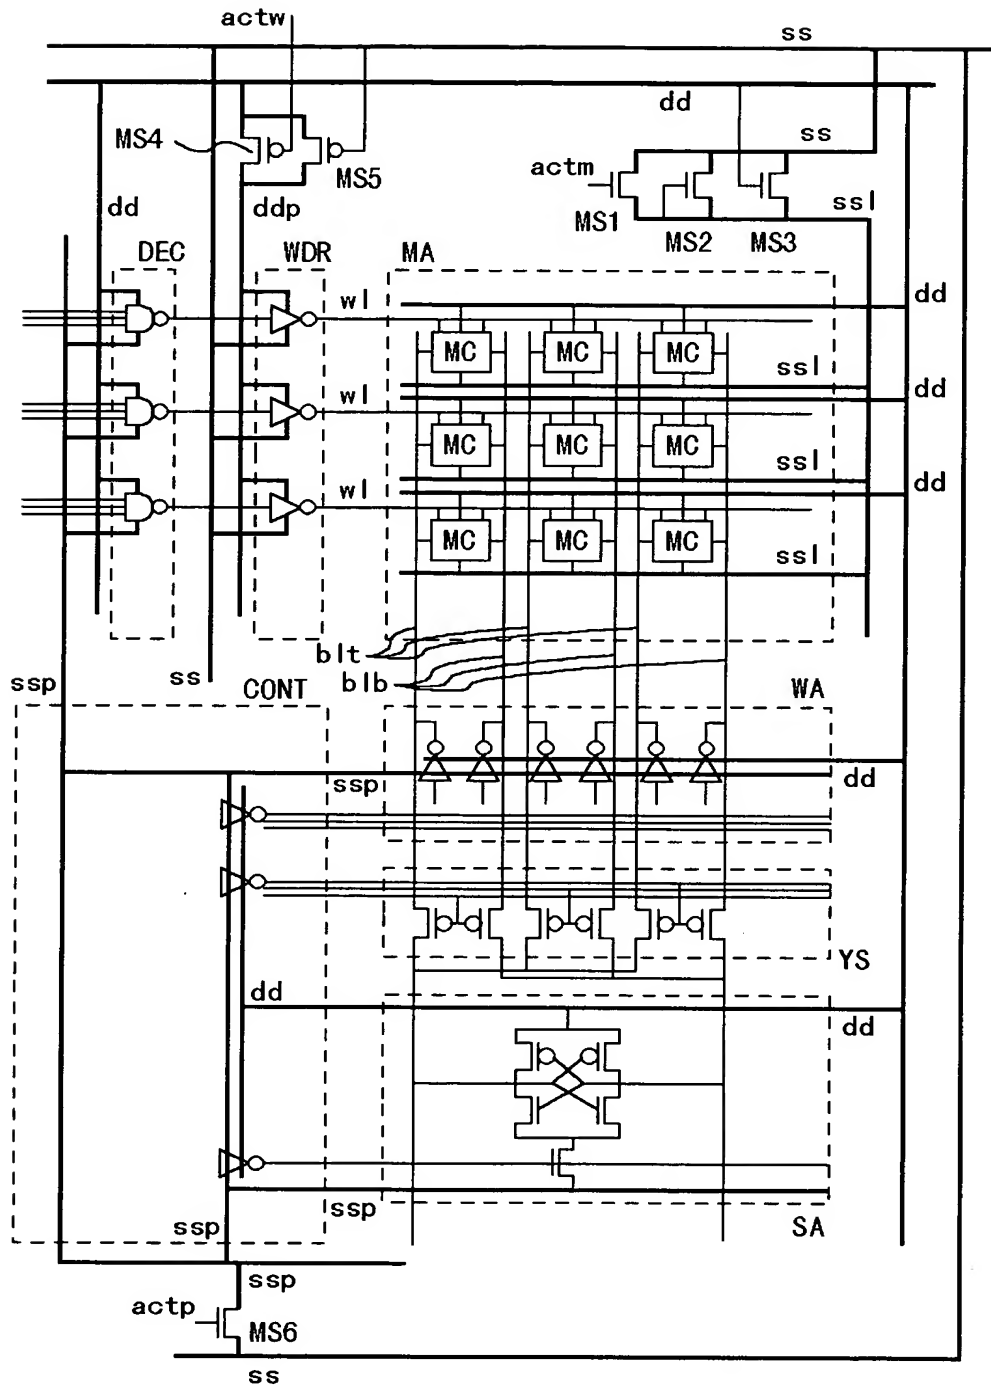 actw
ss
dd
MS4
MS5
ss
actm
MS1
MS2
MS3
ssl
dd
ddp
DEC
WDR
MA
wl
dd
MC MC MC
ssl
wl
dd
MC MC MC
ssl
wl
dd
MC MC MC
ssl
blt
blb
ssp
ss
CONT
WA
ssp
dd
YS
dd
dd
ssp
ssp
SA
ssp
actp
MS6
ss